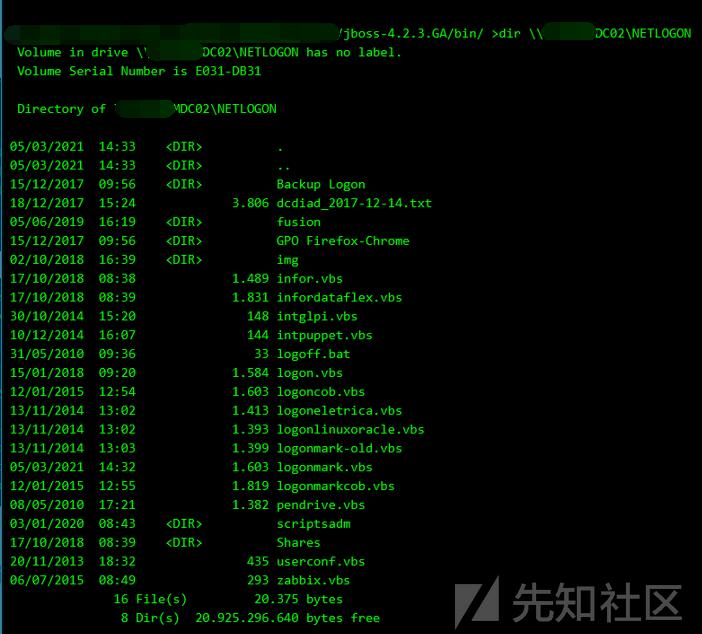 /jboss-4.2.3.GA/bin/ >dir \\ DC02\NETLOGON
Volume in drive \\ DC02\NETLOGON has no label.
Volume Serial Number is E031-DB31
Directory of MDC02\NETLOGON
05/03/2021 14:33 <DIR> .
05/03/2021 14:33 <DIR> ..
15/12/2017 09:56 <DIR> Backup Logon
18/12/2017 15:24 3.806 dcdiad_2017-12-14.txt
05/06/2019 16:19 <DIR> fusion
15/12/2017 09:56 <DIR> GPO Firefox-Chrome
02/10/2018 16:39 <DIR> img
17/10/2018 08:38 1.489 infor.vbs
17/10/2018 08:39 1.831 infordataflex.vbs
30/10/2014 15:20 148 intglpi.vbs
10/12/2014 16:07 144 intpuppet.vbs
31/05/2010 09:36 33 logoff.bat
15/01/2018 09:20 1.584 logon.vbs
12/01/2015 12:54 1.603 logoncob.vbs
13/11/2014 13:02 1.413 logoneletrica.vbs
13/11/2014 13:02 1.393 logonlinuxoracle.vbs
13/11/2014 13:03 1.399 logonmark-old.vbs
05/03/2021 14:32 1.603 logonmark.vbs
12/01/2015 12:55 1.819 logonmarkcob.vbs
08/05/2010 17:21 1.382 pendrive.vbs
03/01/2020 08:43 <DIR> scriptsadm
17/10/2018 08:39 <DIR> Shares
20/11/2013 18:32 435 userconf.vbs
06/07/2015 08:49 293 zabbix.vbs
16 File(s) 20.375 bytes
8 Dir(s) 20.925.296.640 bytes free
先知社区